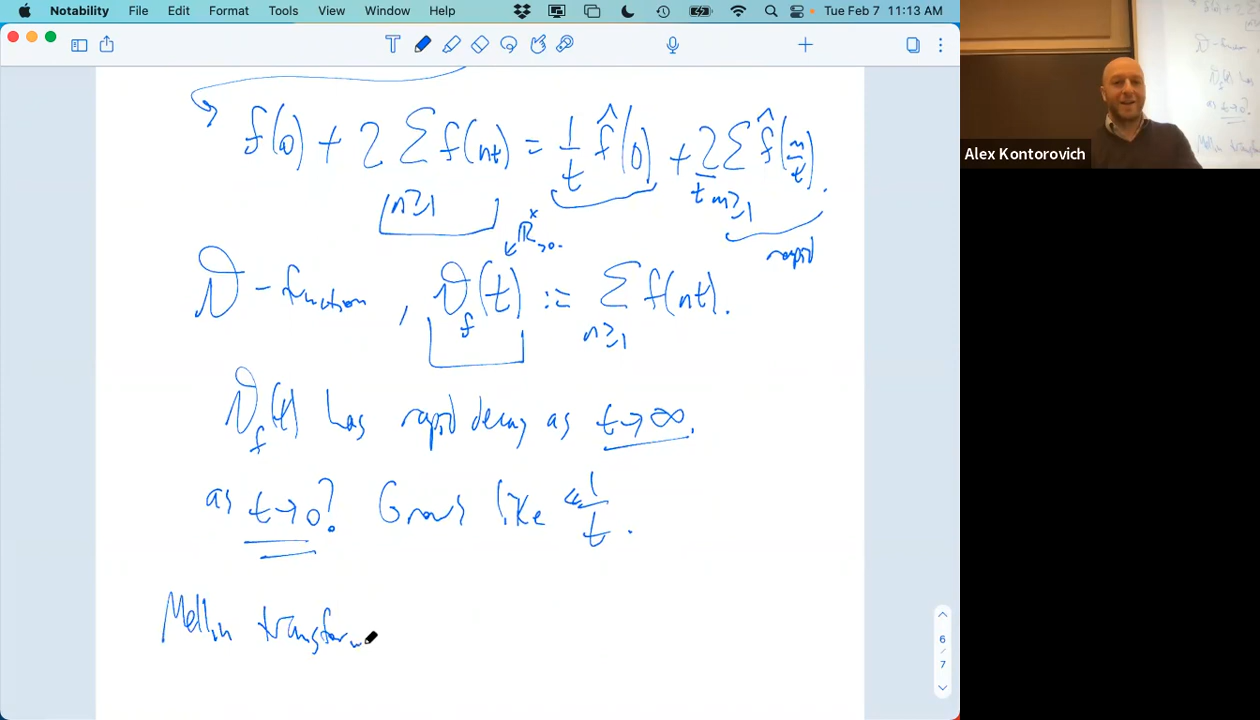 Notability File Edit Format Tools View Window Help Tue Feb 7 11:13 AM
f(0) + 2 Σ f(nt) = 1/t f̂(0) + 2/t Σ f̂(m/t).
n≥1 m≥1
ℝ^×_{>0}. rapid
ϑ-function, ϑ_f(t) := Σ f(nt).
n≥1
ϑ_f(t) has rapid decay as t→∞.
as t→0? Grows like 1/t.
Mellin transform
6
/
7
Alex Kontorovich